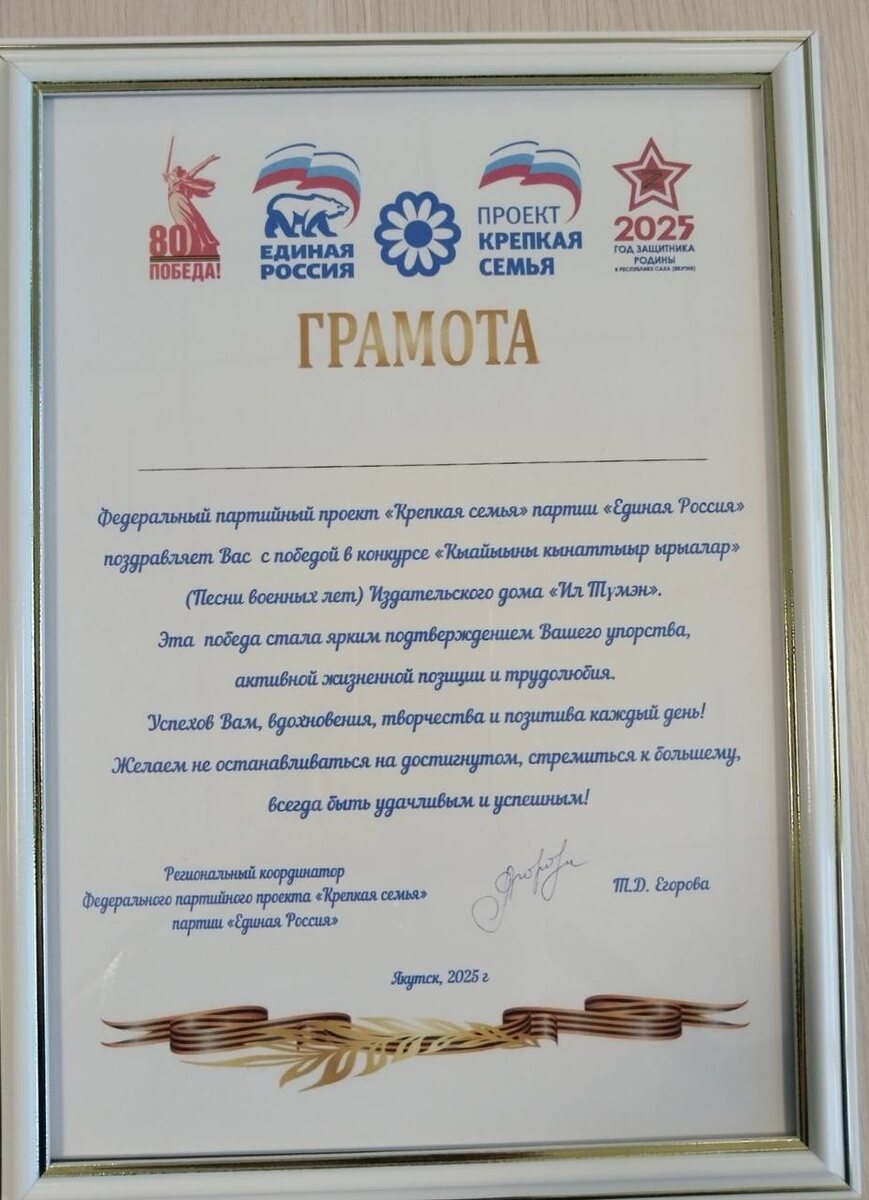 80
ПОБЕДА!
ЕДИНАЯ
РОССИЯ
ПРОЕКТ
КРЕПКАЯ
СЕМЬЯ
Z
2025
ГОД ЗАЩИТНИКА
РОДИНЫ
В РЕСПУБЛИКЕ САХА (ЯКУТИЯ)
ГРАМОТА
Федеральный партийный проект «Крепкая семья» партии «Единая Россия»
поздравляет Вас с победой в конкурсе «Кыайыыны кынаттыыр ырыалар»
(Песни военных лет) Издательского дома «Ил Түмэн».
Эта победа стала ярким подтверждением Вашего упорства,
активной жизненной позиции и трудолюбия.
Успехов Вам, вдохновения, творчества и позитива каждый день!
Желаем не останавливаться на достигнутом, стремиться к большему,
всегда быть удачливым и успешным!
Региональный координатор
Федерального партийного проекта «Крепкая семья»
партии «Единая Россия»
Т.Д. Егорова
Якутск, 2025 г